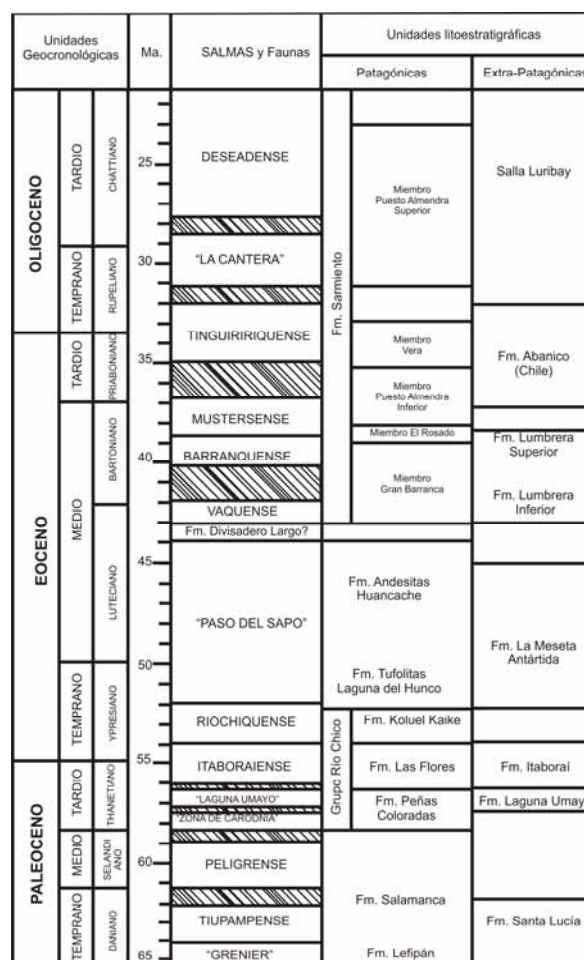 Unidades
Geocronológicas
Ma.
SALMAS y Faunas
Unidades litoestratigráficas
Patagónicas
Extra-Patagónicas
OLIGOCENO
TARDIO
CHATTIANO
TEMPRANO
RUPELIANO
EOCENO
TARDIO
PRIABONIANO
MEDIO
BARTONIANO
LUTECIANO
TEMPRANO
YPRESIANO
PALEOCENO
TARDIO
THANETIANO
MEDIO
SELANDI
ANO
TEMPRANO
DANIANO
25
30
35
40
45
50
55
60
65
DESEADENSE
"LA CANTERA"
TINGUIRIRIQUENSE
MUSTERSENSE
BARRANQUENSE
VAQUENSE
Fm. Divisadero Largo?
"PASO DEL SAPO"
RIOCHIQUENSE
ITABORAIENSE
"LAGUNA UMAYO"
"ZONA DE CARODNIA"
PELIGRENSE
TIUPAMPENSE
"GRENIER"
Fm. Sarmiento
Miembro
Puesto Almendra
Superior
Miembro
Vera
Miembro
Puesto Almendra
Inferior
Miembro El Rosado
Miembro
Gran Barranca
Fm. Andesitas
Huancache
Fm. Tufolitas
Laguna del Hunco
Grupo Río Chico
Fm. Koluel Kaike
Fm. Las Flores
Fm. Peñas
Coloradas
Fm. Salamanca
Fm. Lefipán
Salla Luribay
Fm. Abanico
(Chile)
Fm. Lumbrera
Superior
Fm. Lumbrera
Inferior
Fm. La Meseta
Antártida
Fm. Itaboraí
Fm. Laguna Umay
Fm. Santa Lucía